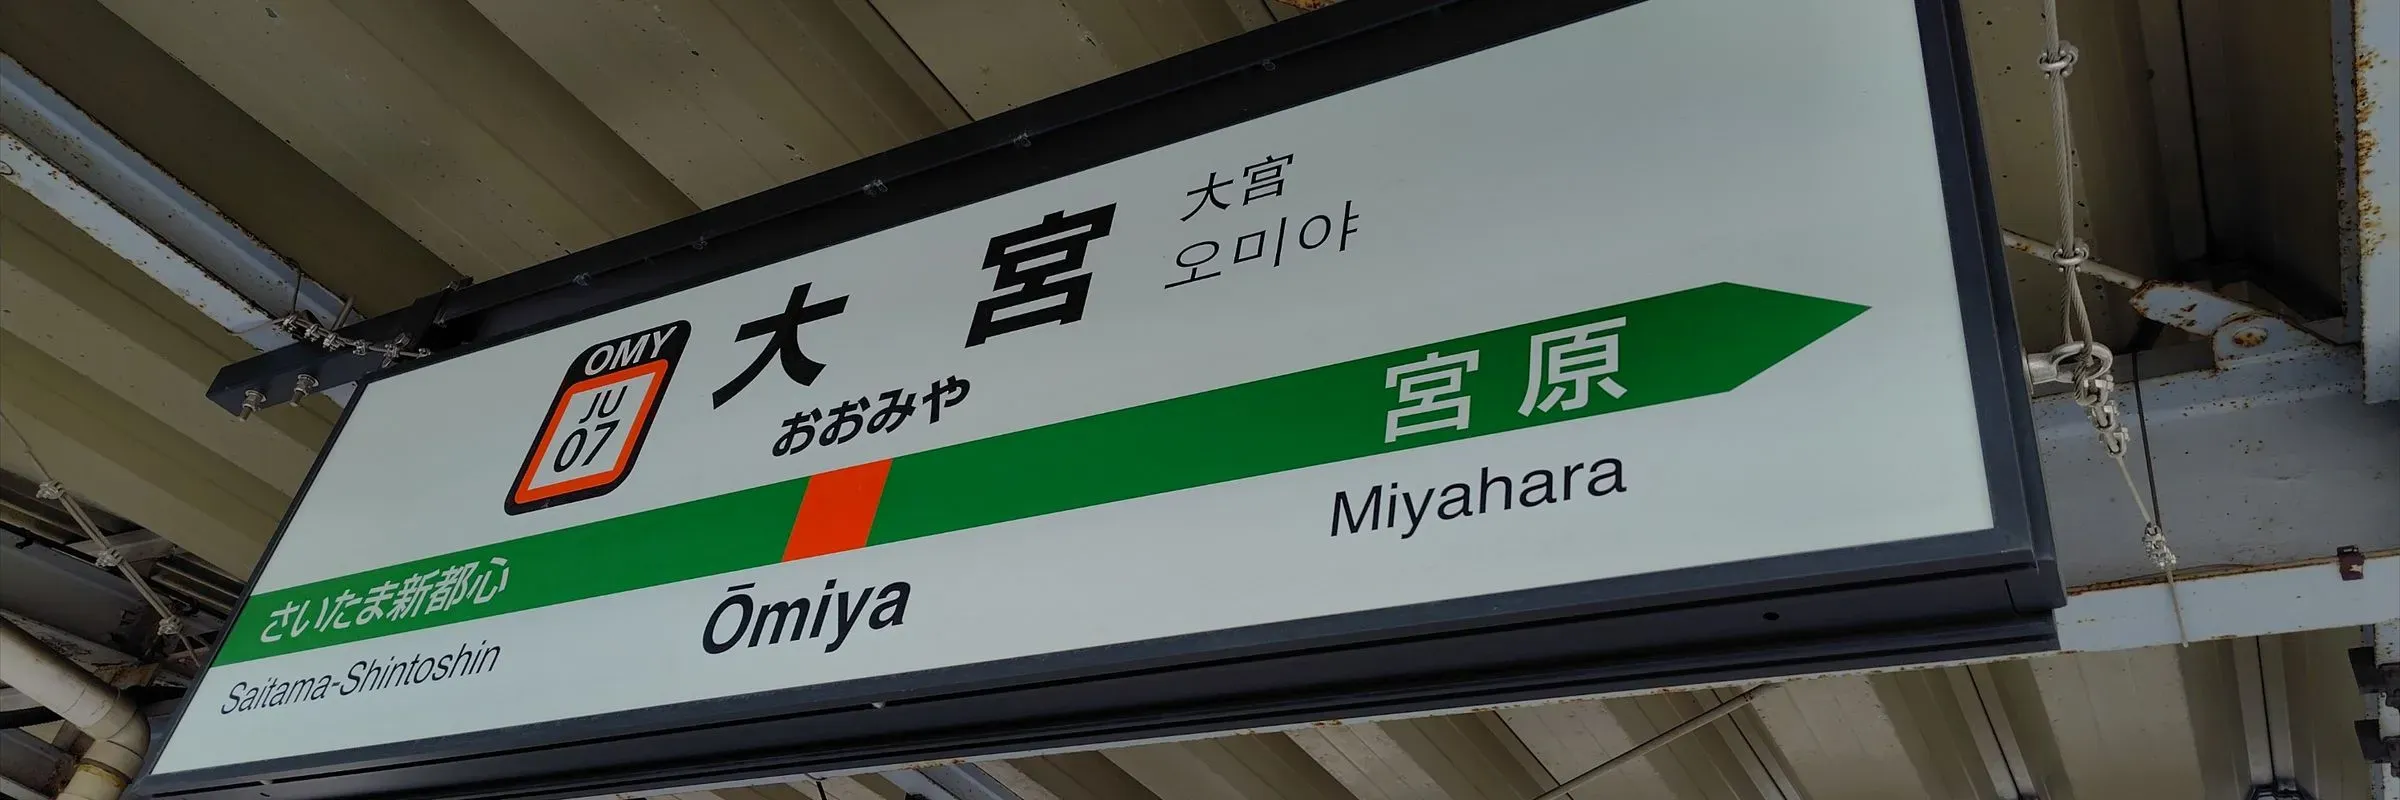 OMY
JU
07
大宮
おおみや
大宫
오미야
さいたま新都心
宮原
Saitama-Shintoshin
Ōmiya
Miyahara